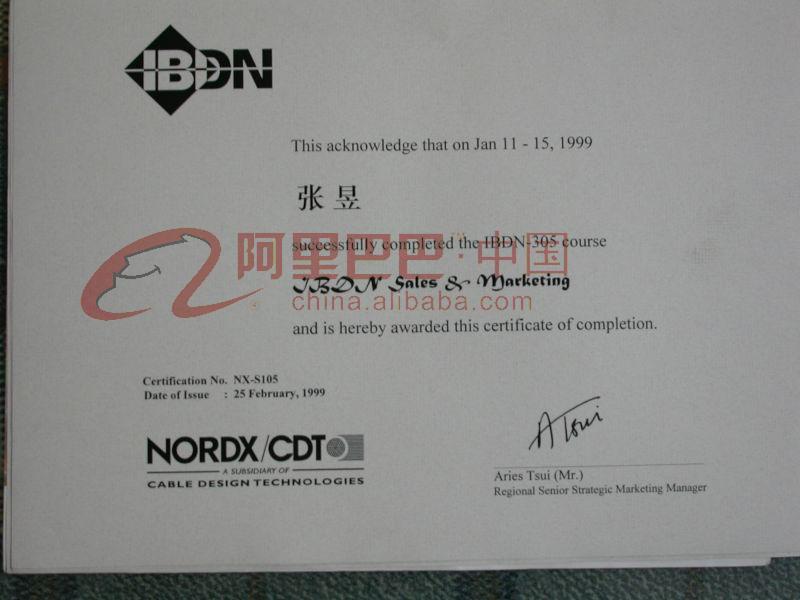 IBDN
This acknowledge that on Jan 11 - 15, 1999
张 昱
successfully completed the IBDN-305 course
阿里巴巴·中国
IBDN Sales & Marketing
china.alibaba.com
and is hereby awarded this certificate of completion.
Certification No. NX-S105
Date of Issue : 25 February, 1999
NORDX/CDT
A SUBSIDIARY OF
CABLE DESIGN TECHNOLOGIES
A Tsui
Aries Tsui (Mr.)
Regional Senior Strategic Marketing Manager